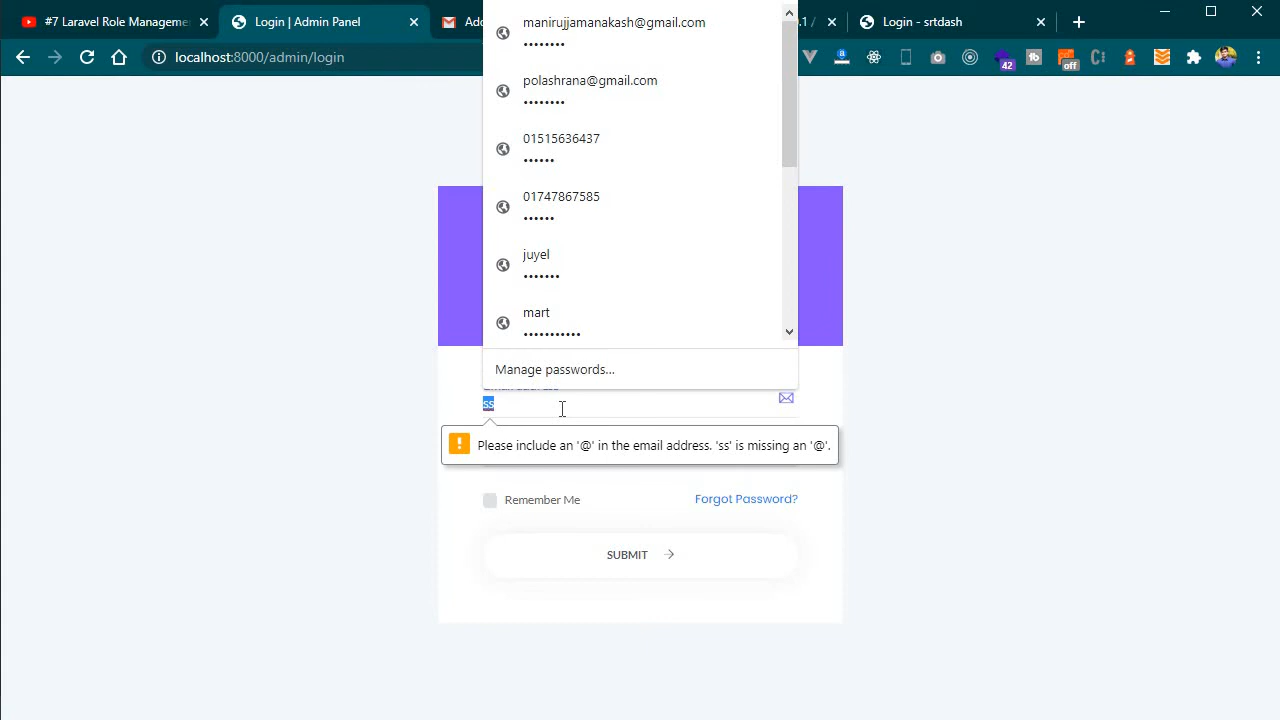 #7 Laravel Role Manageme
Login | Admin Panel
Login - srtdash
localhost:8000/admin/login
42
off
manirujjamanakash@gmail.com
••••••••
polashrana@gmail.com
••••••••
01515636437
••••••
01747867585
••••••
juyel
•••••••
mart
•••••••••••
Manage passwords...
ss
Please include an '@' in the email address. 'ss' is missing an '@'.
Remember Me
Forgot Password?
SUBMIT